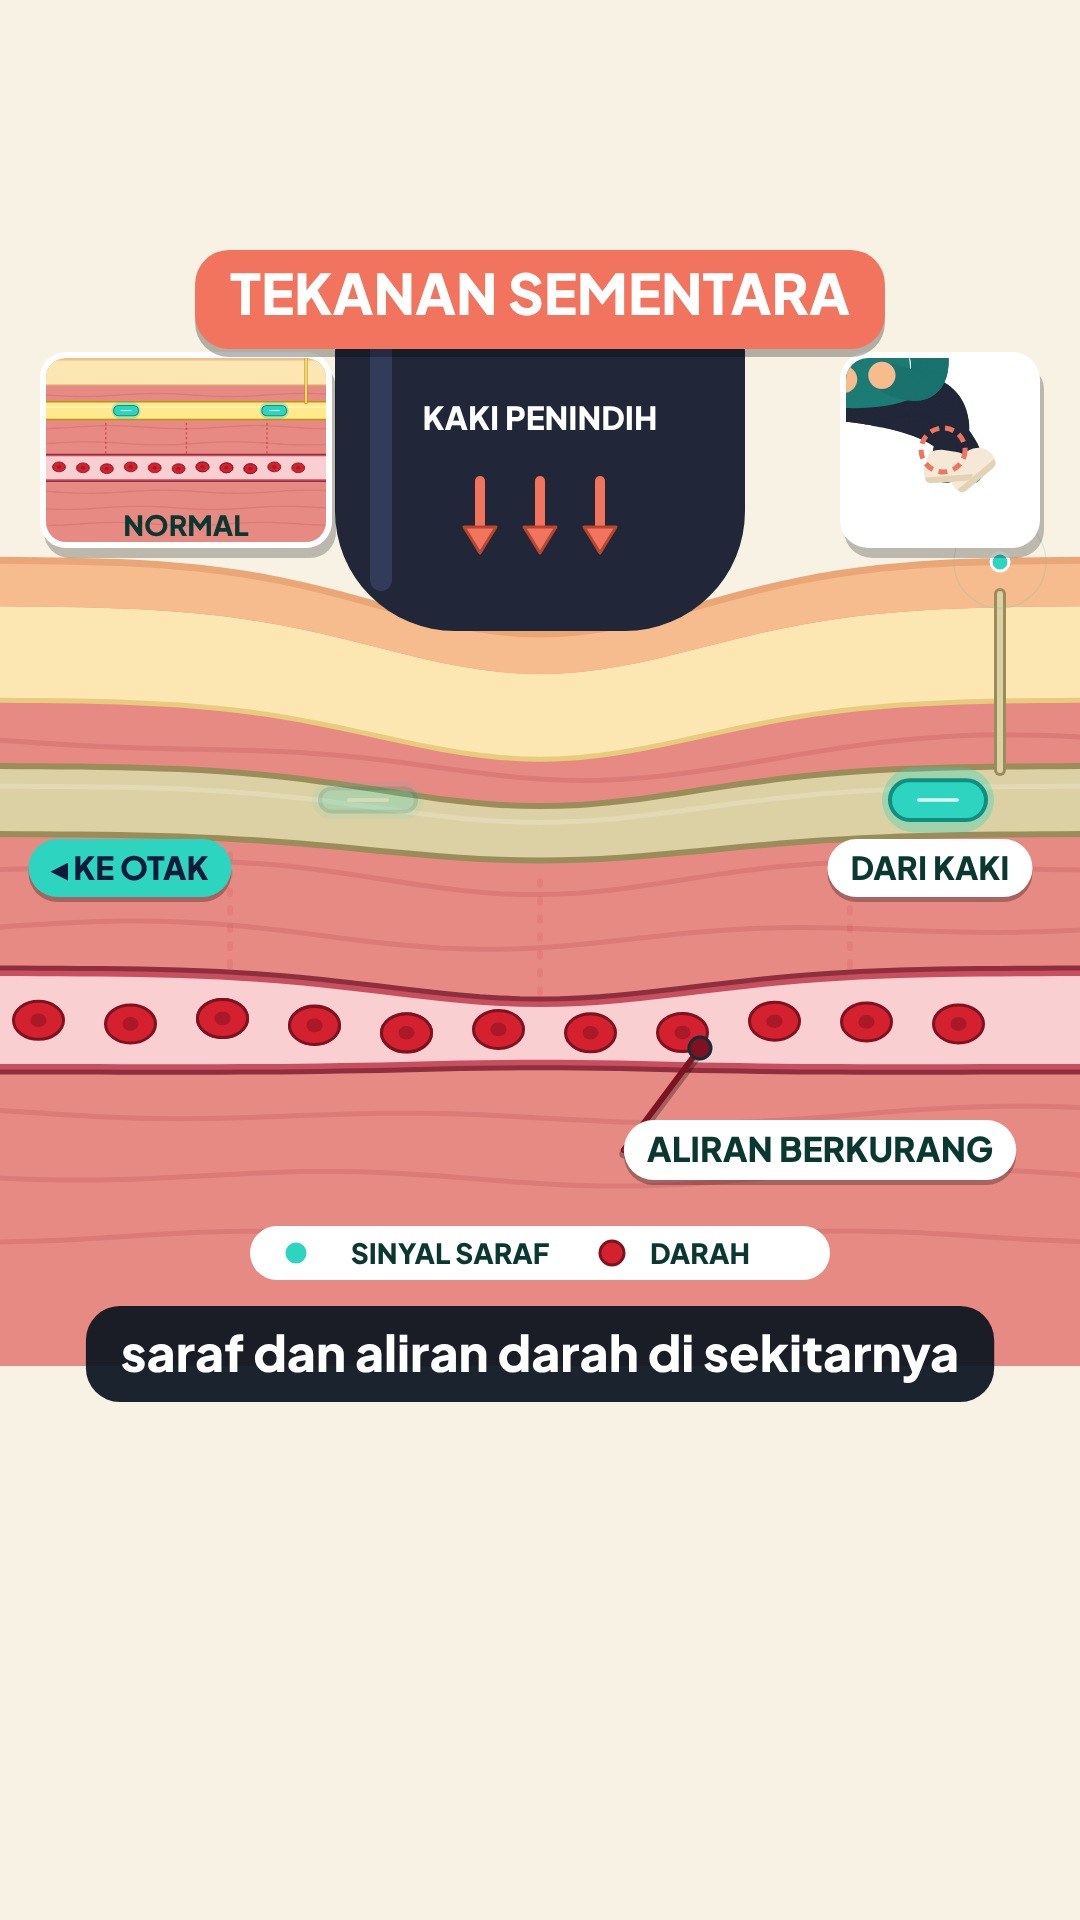 TEKANAN SEMENTARA
KAKI PENINDIH
NORMAL
◀ KE OTAK
DARI KAKI
ALIRAN BERKURANG
SINYAL SARAF
DARAH
saraf dan aliran darah di sekitarnya